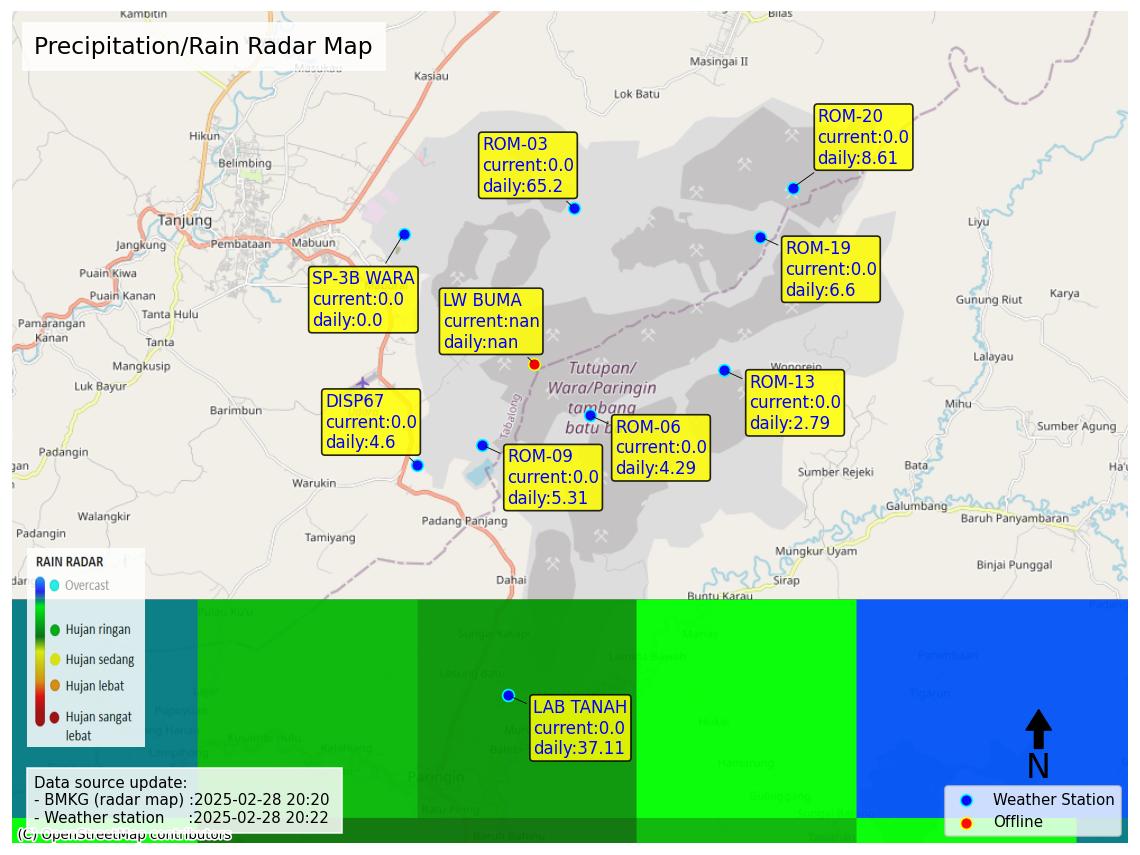 Precipitation/Rain Radar Map
Kambitin
Bilas
Masukau
Kasiau
Masingai II
Lok Batu
Hikun
Belimbing
Tanjung
Jangkung
Pembataan
Mabuun
Puain Kiwa
Puain Kanan
Tanta Hulu
Pamarangan
Kanan
Tanta
Mangkusip
Luk Bayur
Barimbun
Padangin
Warukin
Walangkir
Padangin
Tamiyang
Padang Panjang
Dahai
Liyu
Gunung Riut
Karya
Lalayau
Mihu
Sumber Agung
Wonorejo
Bata
Sumber Rejeki
Galumbang
Baruh Panyambaran
Mungkur Uyam
Binjai Punggal
Sirap
Buntu Karau
Tabalong
Tutupan/
Wara/Paringin
tambang
ROM-20
current:0.0
daily:8.61
ROM-03
current:0.0
daily:65.2
ROM-19
current:0.0
daily:6.6
SP-3B WARA
current:0.0
daily:0.0
LW BUMA
current:nan
daily:nan
ROM-13
current:0.0
daily:2.79
DISP67
current:0.0
daily:4.6
ROM-06
current:0.0
daily:4.29
ROM-09
current:0.0
daily:5.31
LAB TANAH
current:0.0
daily:37.11
Paringin
RAIN RADAR
Overcast
Hujan ringan
Hujan sedang
Hujan lebat
Hujan sangat
lebat
Data source update:
- BMKG (radar map) :2025-02-28 20:20
- Weather station :2025-02-28 20:22
(C) OpenStreetMap contributors
N
Weather Station
Offline